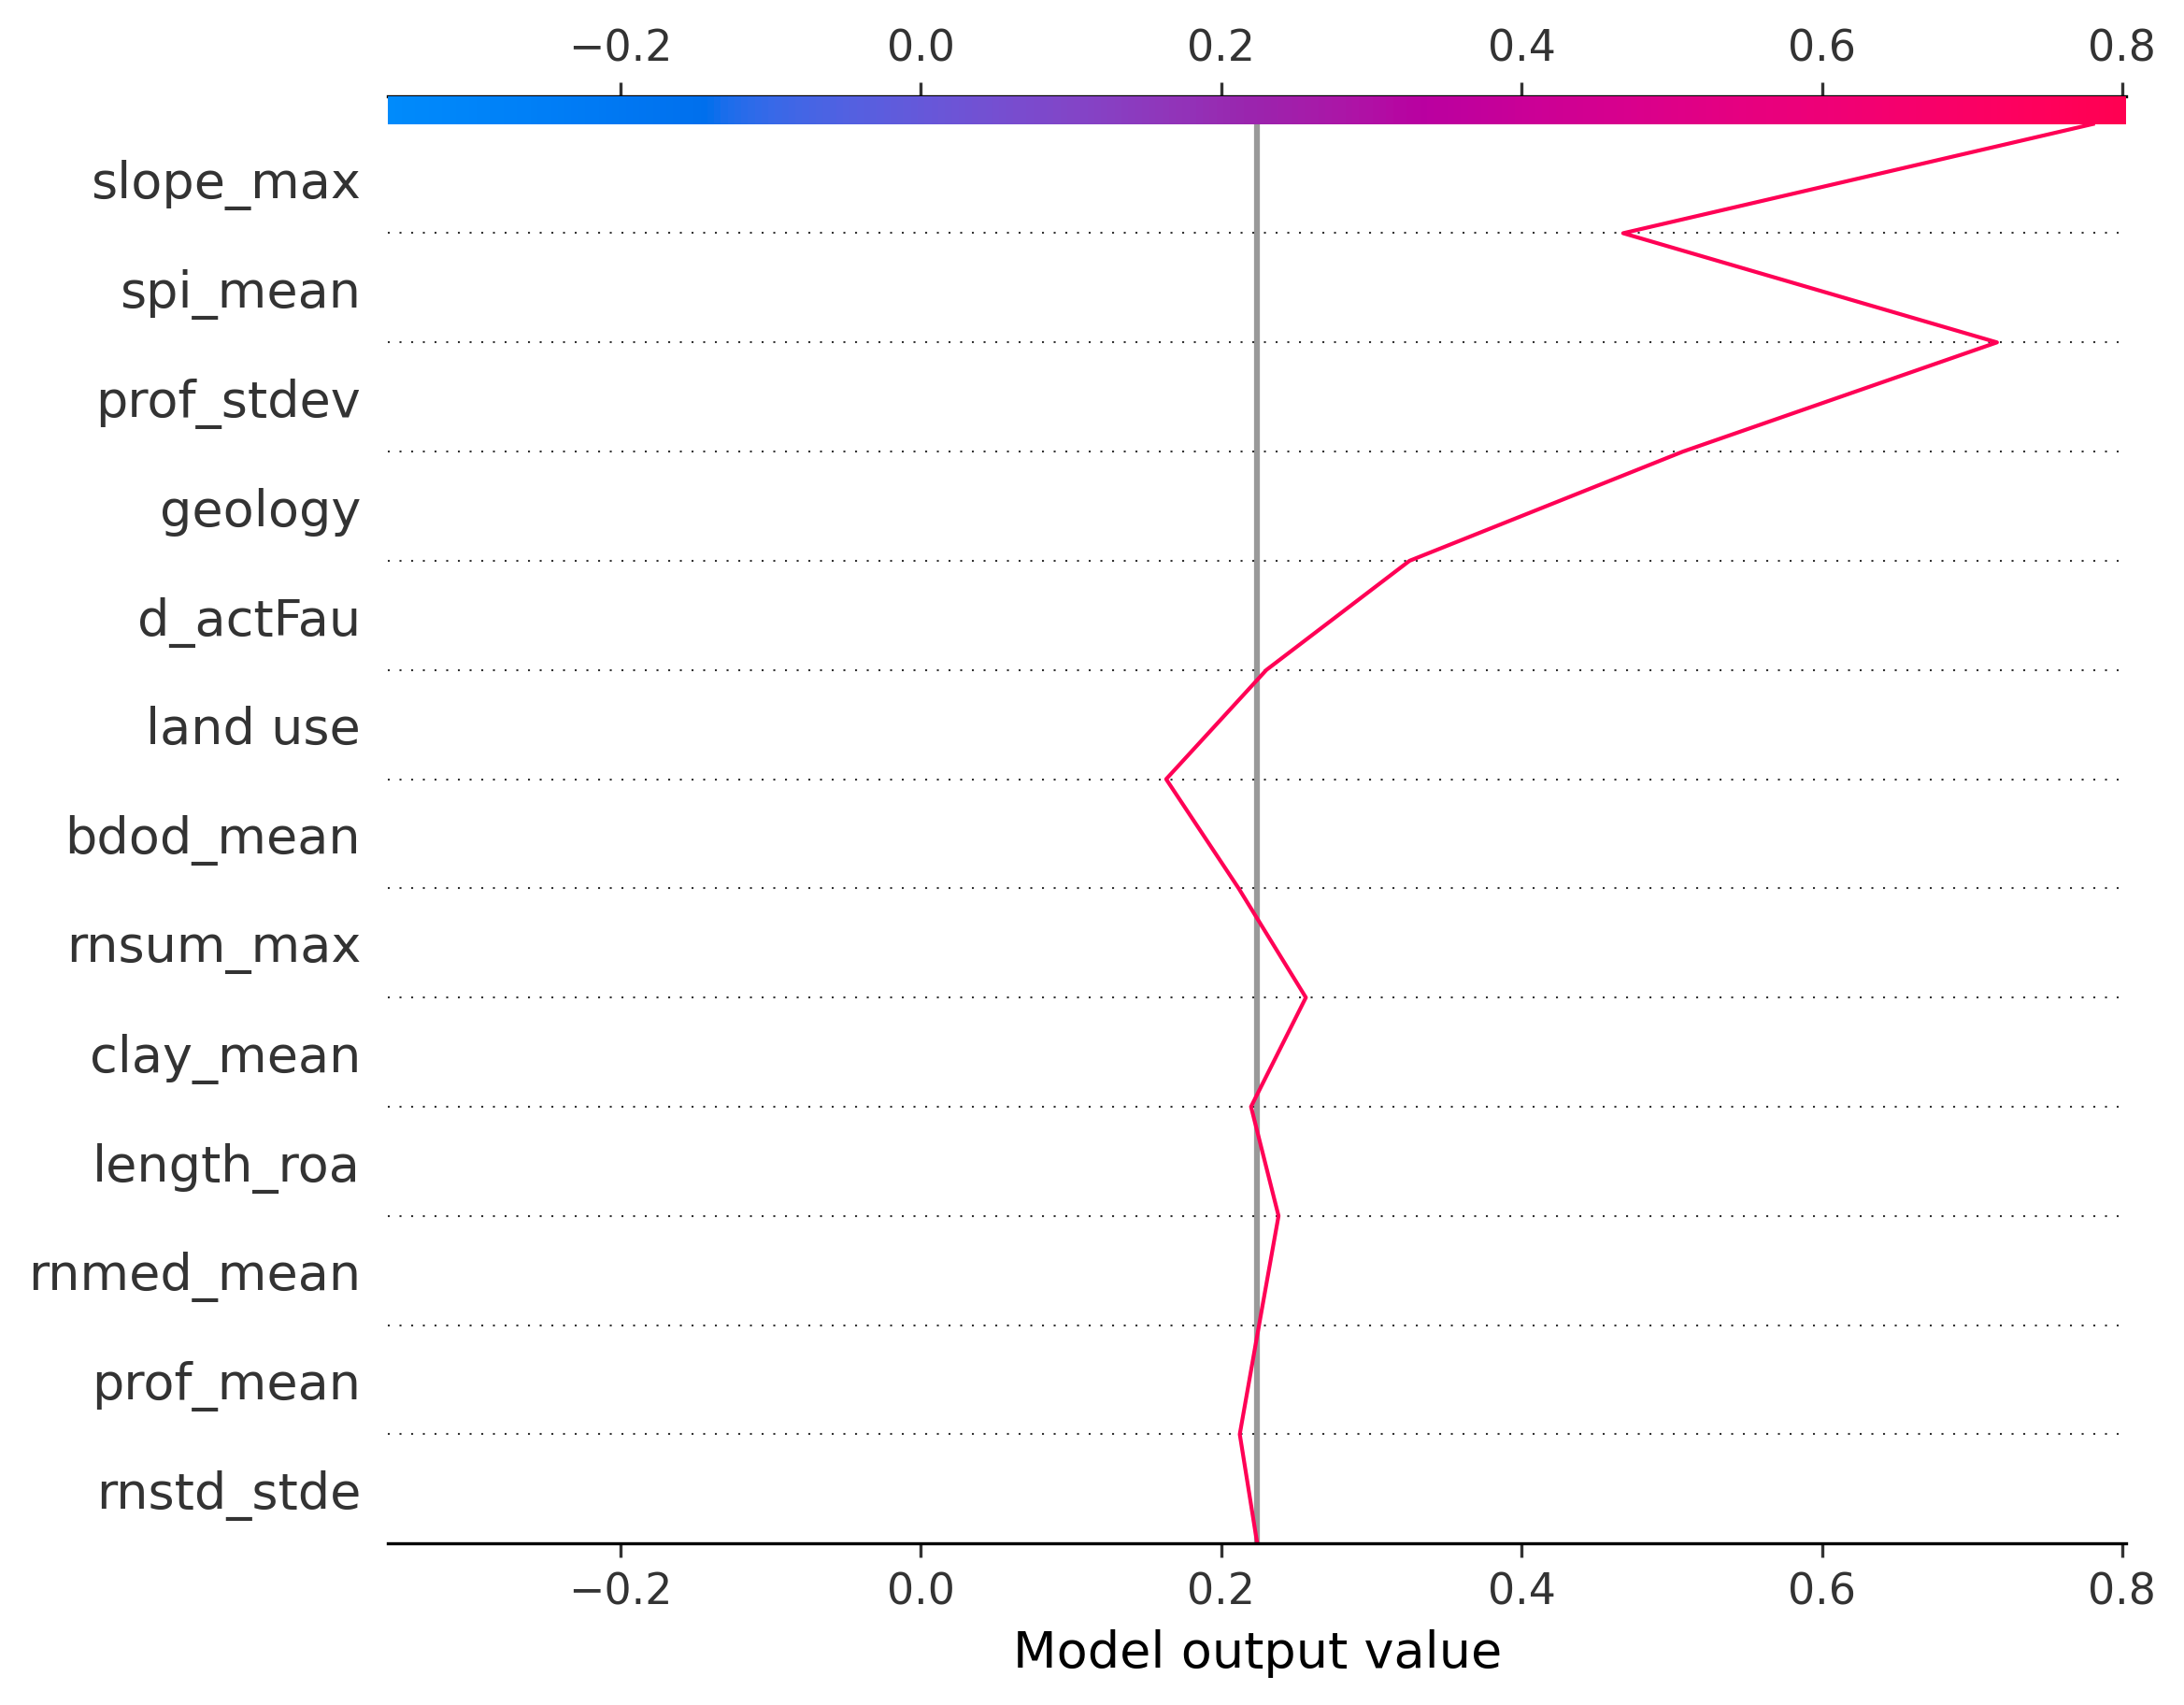 −0.2 0.0 0.2 0.4 0.6 0.8
slope_max
spi_mean
prof_stdev
geology
d_actFau
land use
bdod_mean
rnsum_max
clay_mean
length_roa
rnmed_mean
prof_mean
rnstd_stde
−0.2 0.0 0.2 0.4 0.6 0.8
Model output value